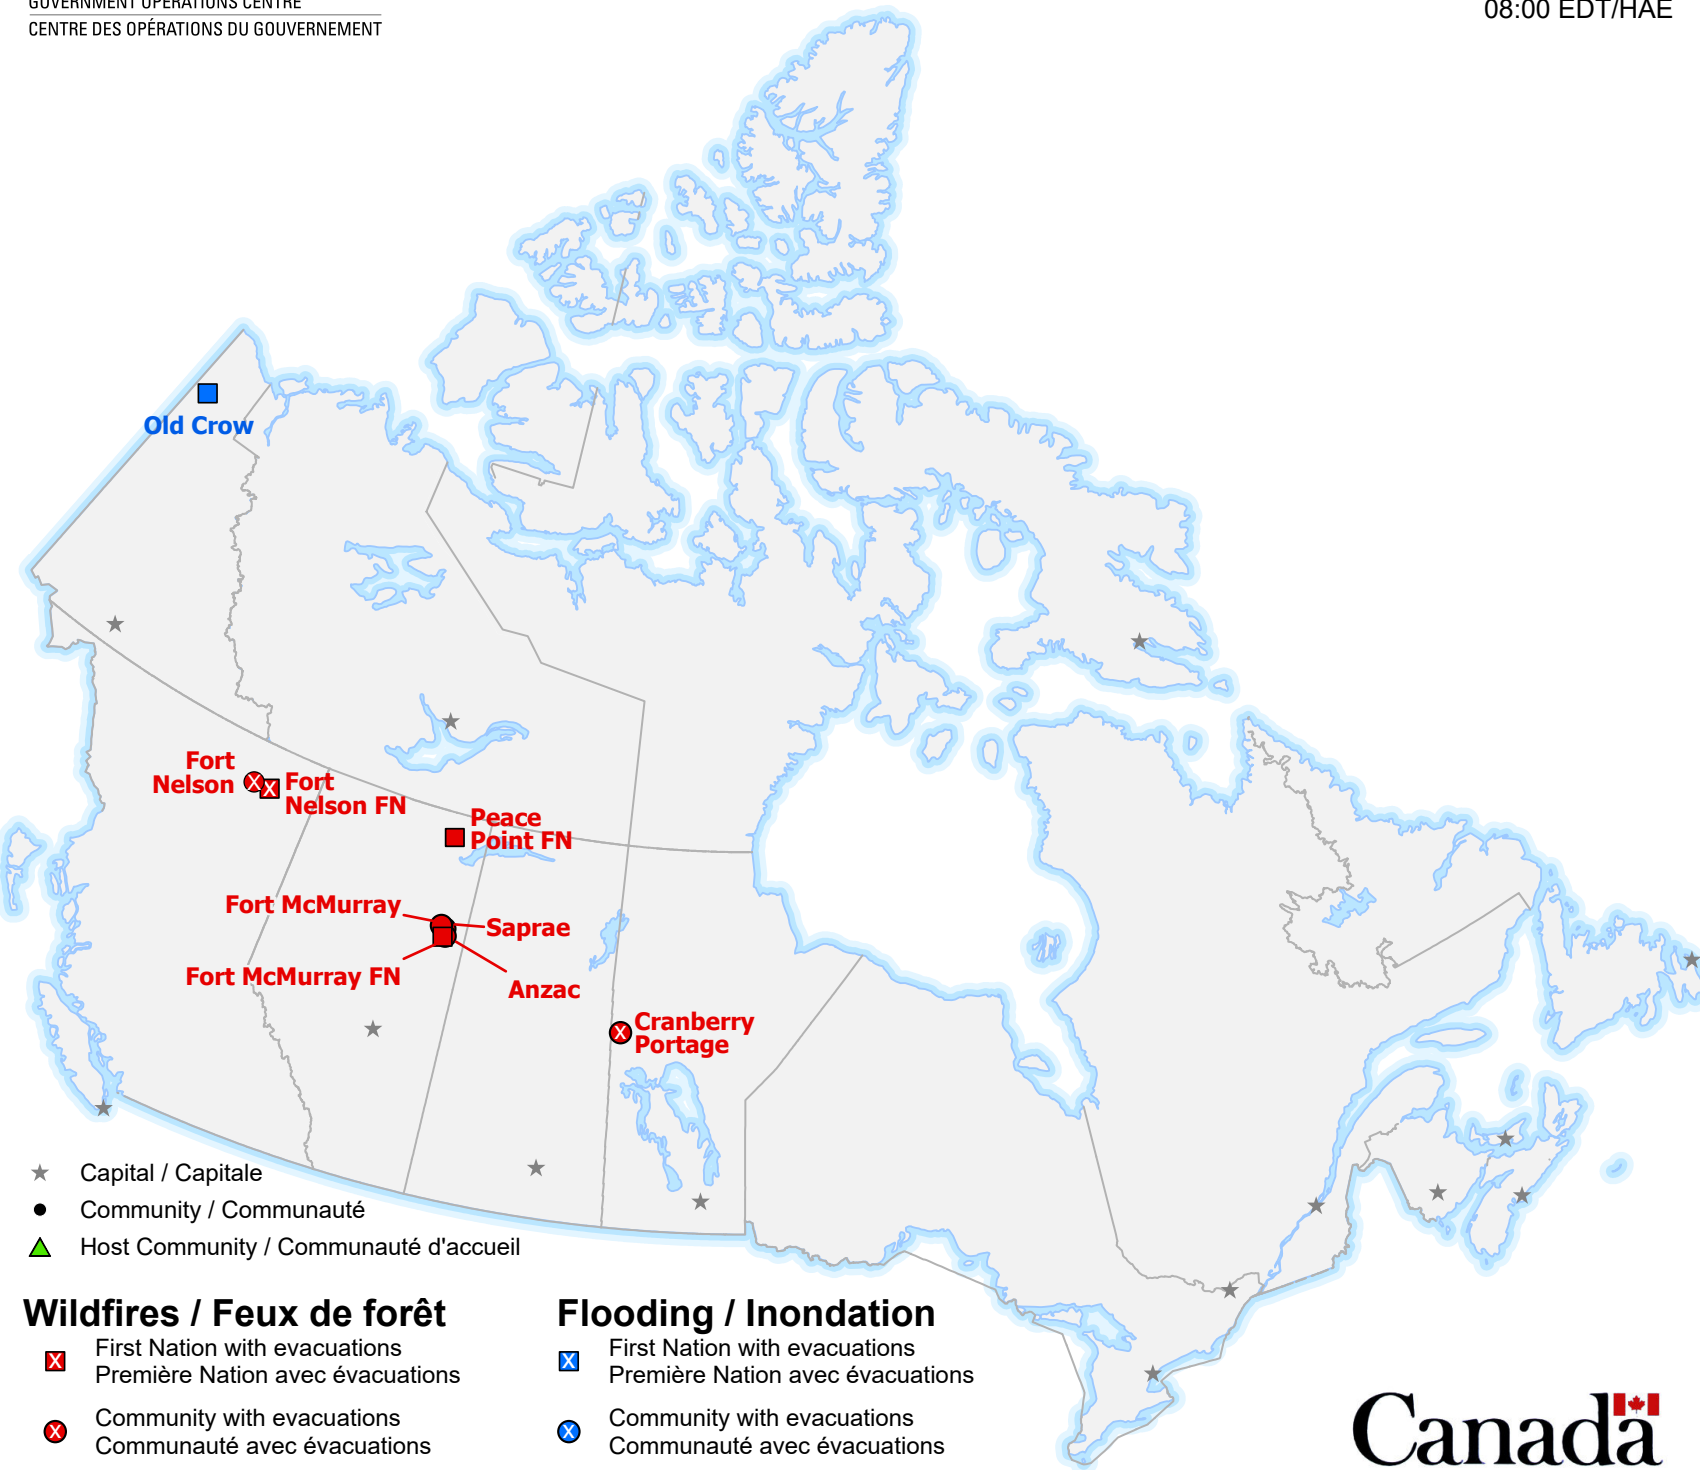 GOVERNMENT OPERATIONS CENTRE
CENTRE DES OPÉRATIONS DU GOUVERNEMENT
08:00 EDT/HAE
Old Crow
Fort
Nelson
X
X
Fort
Nelson FN
Peace
Point FN
Fort McMurray
Saprae
Fort McMurray FN
Anzac
X
Cranberry
Portage
Capital / Capitale
Community / Communauté
Host Community / Communauté d'accueil
Wildfires / Feux de forêt
X
First Nation with evacuations
Première Nation avec évacuations
X
Community with evacuations
Communauté avec évacuations
Flooding / Inondation
X
First Nation with evacuations
Première Nation avec évacuations
X
Community with evacuations
Communauté avec évacuations
Canada